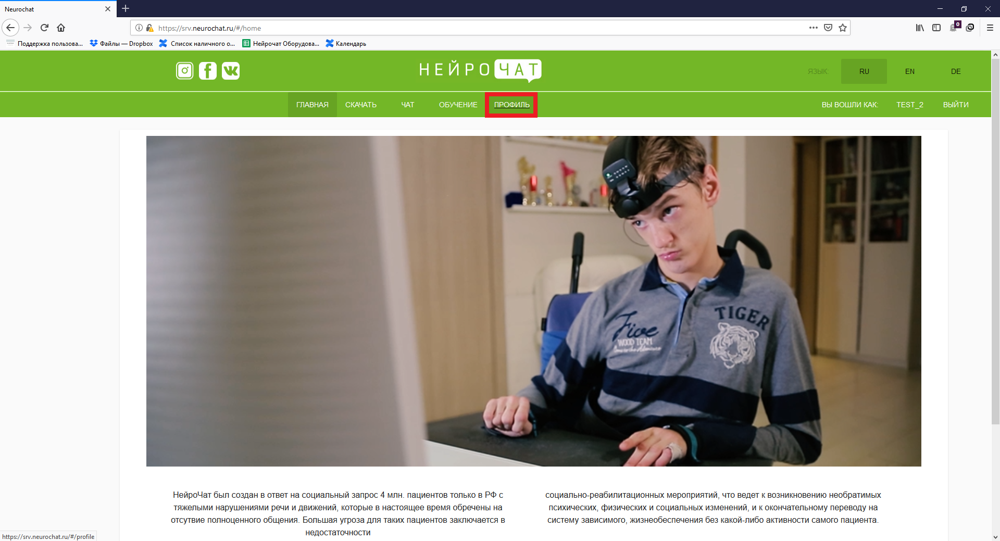 Neurochat
https://srv.neurochat.ru/#/home
0
Поддержка пользова...
Файлы — Dropbox
Список наличного о...
Нейрочат Оборудова...
Календарь
НЕЙРОЧАТ
ЯЗЫК:
RU
EN
DE
ГЛАВНАЯ
СКАЧАТЬ
ЧАТ
ОБУЧЕНИЕ
ПРОФИЛЬ
ВЫ ВОШЛИ КАК:
TEST_2
ВЫЙТИ
Five
WOOD TEAM
TIGER
НейроЧат был создан в ответ на социальный запрос 4 млн. пациентов только в РФ с
тяжелыми нарушениями речи и движений, которые в настоящее время обречены на
отсутвие полноценного общения. Большая угроза для таких пациентов заключается в
недостаточности
социально-реабилитационных мероприятий, что ведет к возникновению необратимых
психических, физических и социальных изменений, и к окончательному переводу на
систему зависимого, жизнеобеспечения без какой-либо активности самого пациента.
https://srv.neurochat.ru/#/profile